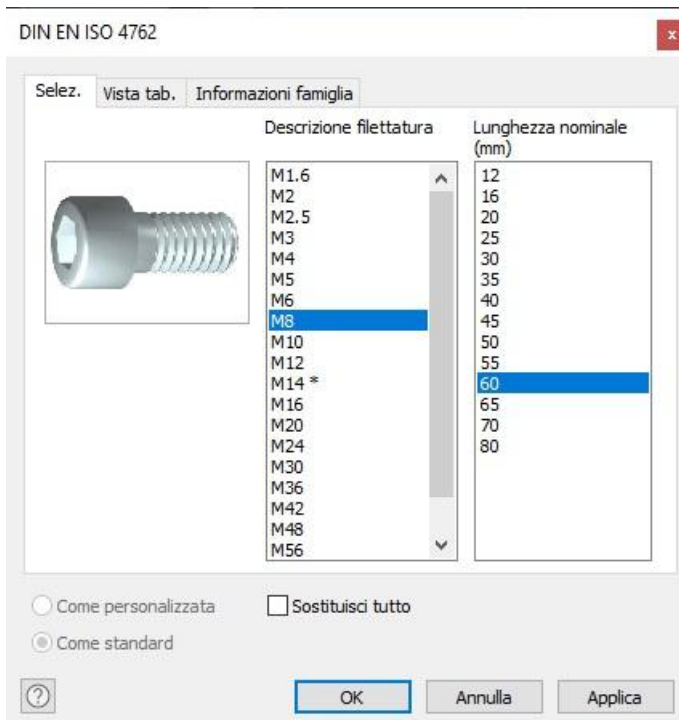 DIN EN ISO 4762
x
Selez.
Vista tab.
Informazioni famiglia
Descrizione filettatura
M1.6
M2
M2.5
M3
M4
M5
M6
M8
M10
M12
M14 *
M16
M20
M24
M30
M36
M42
M48
M56
Lunghezza nominale
(mm)
12
16
20
25
30
35
40
45
50
55
60
65
70
80
Come personalizzata
Come standard
Sostituisci tutto
?
OK
Annulla
Applica